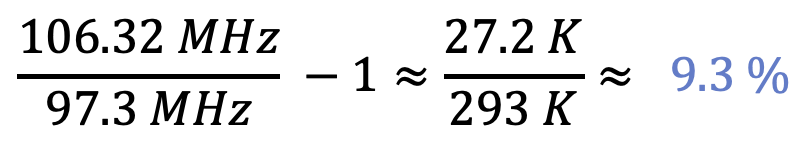 106.32 MHz / 97.3 MHz − 1 ≈ 27.2 K / 293 K ≈ 9.3 %